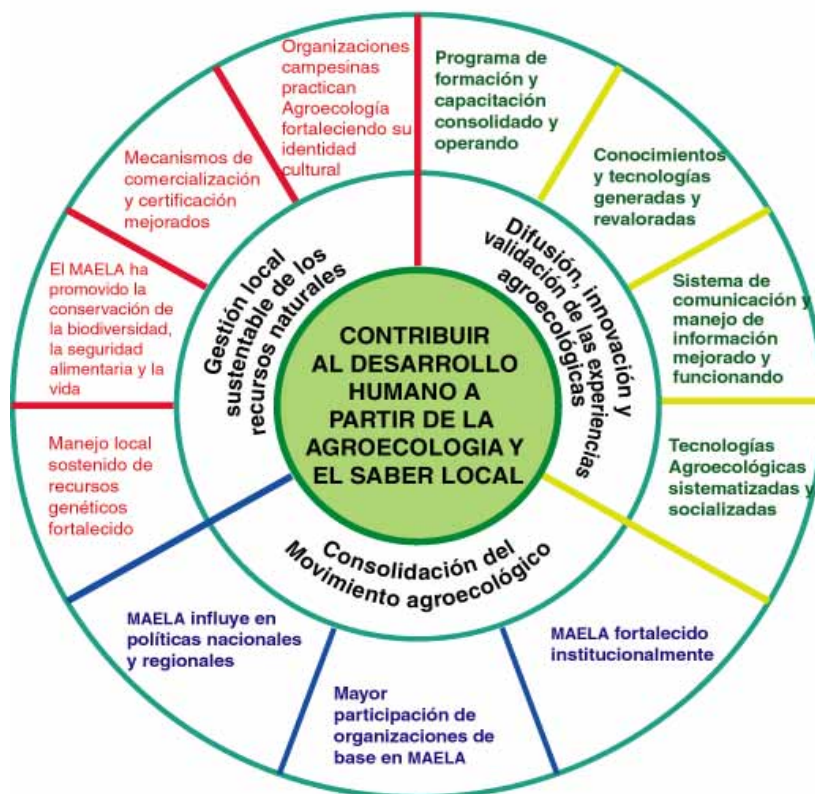 CONTRIBUIR
AL DESARROLLO
HUMANO A
PARTIR DE LA
AGROECOLOGIA Y
EL SABER LOCAL
Gestión local
sustentable de los
recursos naturales
Difusión, innovación y
validación de las experiencias
agroecológicas
Consolidación del
Movimiento agroecológico
Organizaciones
campesinas
practican
Agroecología
fortaleciendo su
identidad
cultural
Programa de
formación y
capacitación
consolidado y
operando
Conocimientos
y tecnologías
generadas y
revaloradas
Sistema de
comunicación y
manejo de
información
mejorado y
funcionando
Tecnologías
Agroecológicas
sistematizadas y
socializadas
MAELA fortalecido
institucionalmente
Mayor
participación de
organizaciones de
base en MAELA
MAELA influye en
políticas nacionales
y regionales
Manejo local
sostenido de
recursos
genéticos
fortalecido
El MAELA ha
promovido la
conservación de
la biodiversidad,
la seguridad
alimentaria y la
vida
Mecanismos de
comercialización
y certificación
mejorados